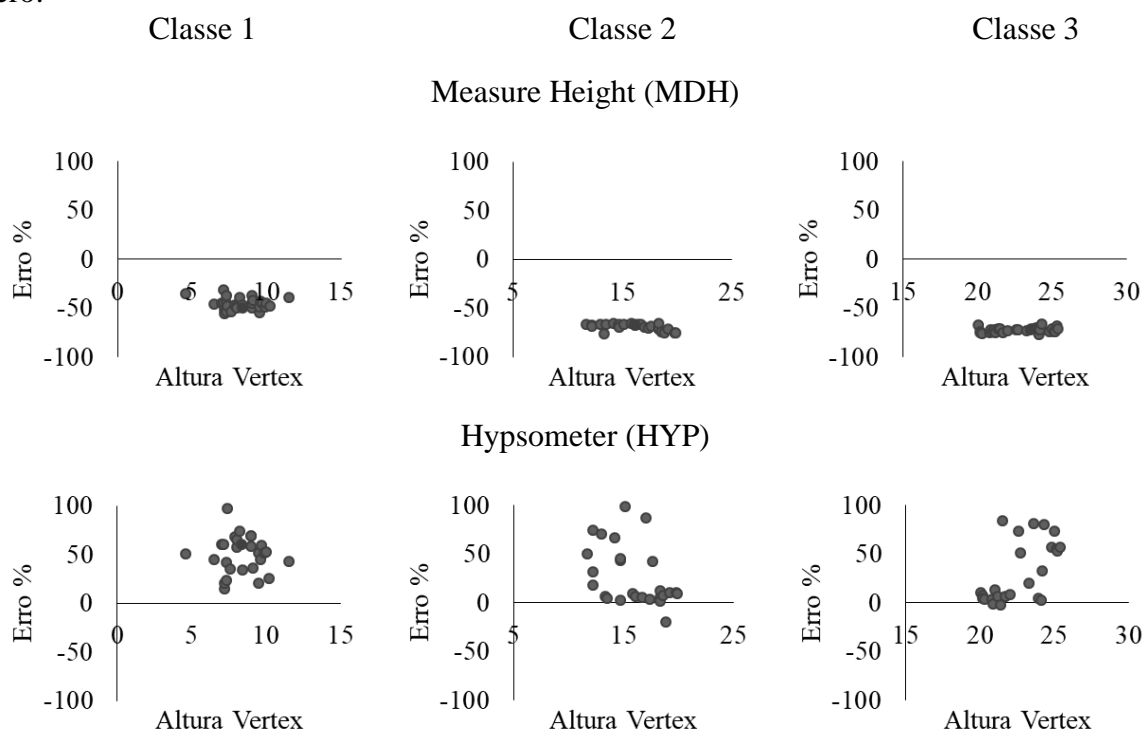 ero.
Classe 1 Classe 2 Classe 3
Measure Height (MDH)
100 100 100
50 50 50
0 0 0
0 5 10 15 5 15 25 15 20 25 30
-50 -50 -50
-100 -100 -100
Erro % Erro % Erro %
Altura Vertex Altura Vertex Altura Vertex
Hypsometer (HYP)
100 100 100
50 50 50
0 0 0
0 5 10 15 5 15 25 15 20 25 30
-50 -50 -50
-100 -100 -100
Erro % Erro % Erro %
Altura Vertex Altura Vertex Altura Vertex